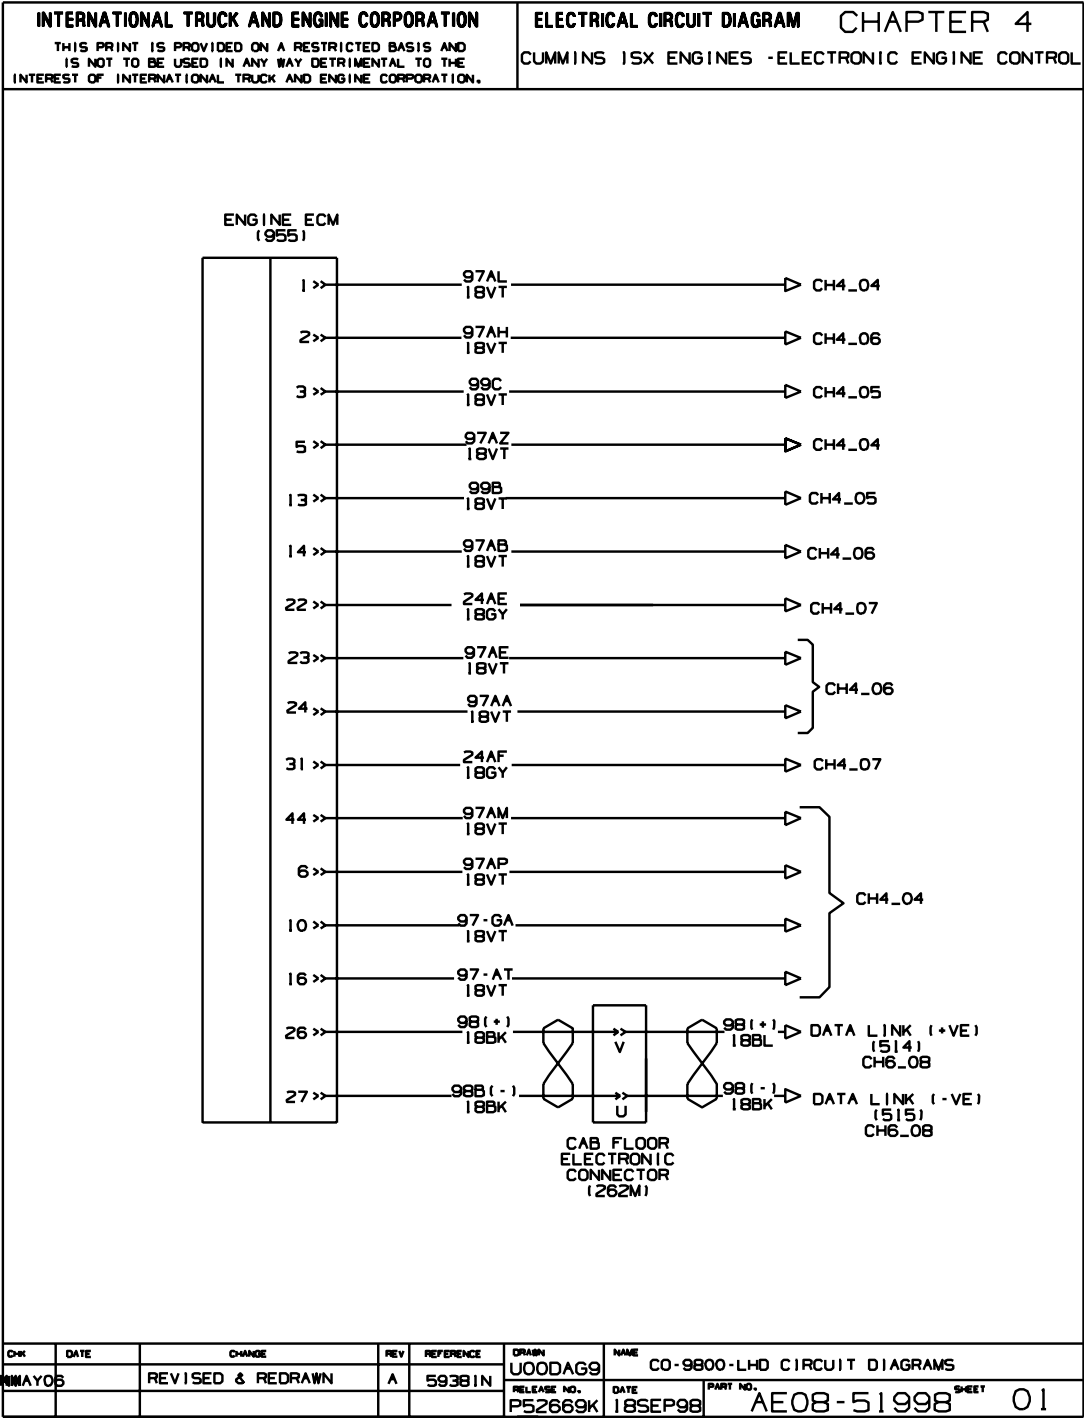 INTERNATIONAL TRUCK AND ENGINE CORPORATION
THIS PRINT IS PROVIDED ON A RESTRICTED BASIS AND
IS NOT TO BE USED IN ANY WAY DETRIMENTAL TO THE
INTEREST OF INTERNATIONAL TRUCK AND ENGINE CORPORATION.
ELECTRICAL CIRCUIT DIAGRAM CHAPTER 4
CUMMINS ISX ENGINES -ELECTRONIC ENGINE CONTROL
ENGINE ECM
(955)
1 97AL CH4_04
18VT
2 97AH CH4_06
18VT
3 99C CH4_05
18VT
5 97AZ CH4_04
18VT
13 99B CH4_05
18VT
14 97AB CH4_06
18VT
22 24AE CH4_07
18GY
23 97AE
18VT
CH4_06
24 97AA
18VT
31 24AF CH4_07
18GY
44 97AM
18VT
6 97AP
18VT
CH4_04
10 97-GA
18VT
16 97-AT
18VT
26 98(+) 98(+) DATA LINK (+VE)
18BK V 18BL (514)
CH6_08
27 98B(-) 98(-) DATA LINK (-VE)
18BK U 18BK (515)
CH6_08
CAB FLOOR
ELECTRONIC
CONNECTOR
(262M)
CHK DATE CHANGE REV REFERENCE DRAWN NAME
U00DAG9 CO-9800-LHD CIRCUIT DIAGRAMS
MAY06 REVISED & REDRAWN A 59381N
RELEASE NO. DATE PART NO. SHEET
P52669K 18SEP98 AE08-51998 01